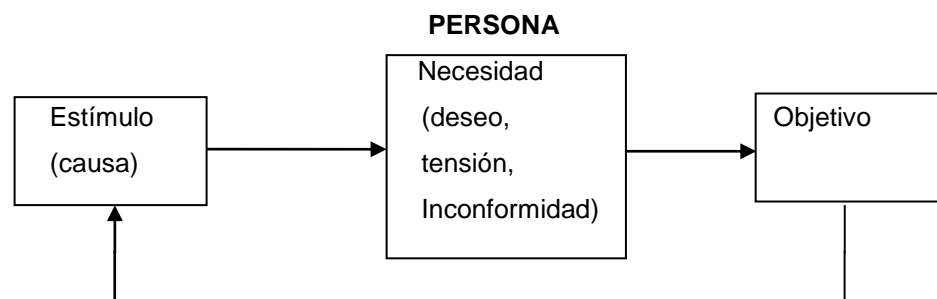 PERSONA
Estímulo
(causa)
Necesidad
(deseo,
tensión,
Inconformidad)
Objetivo